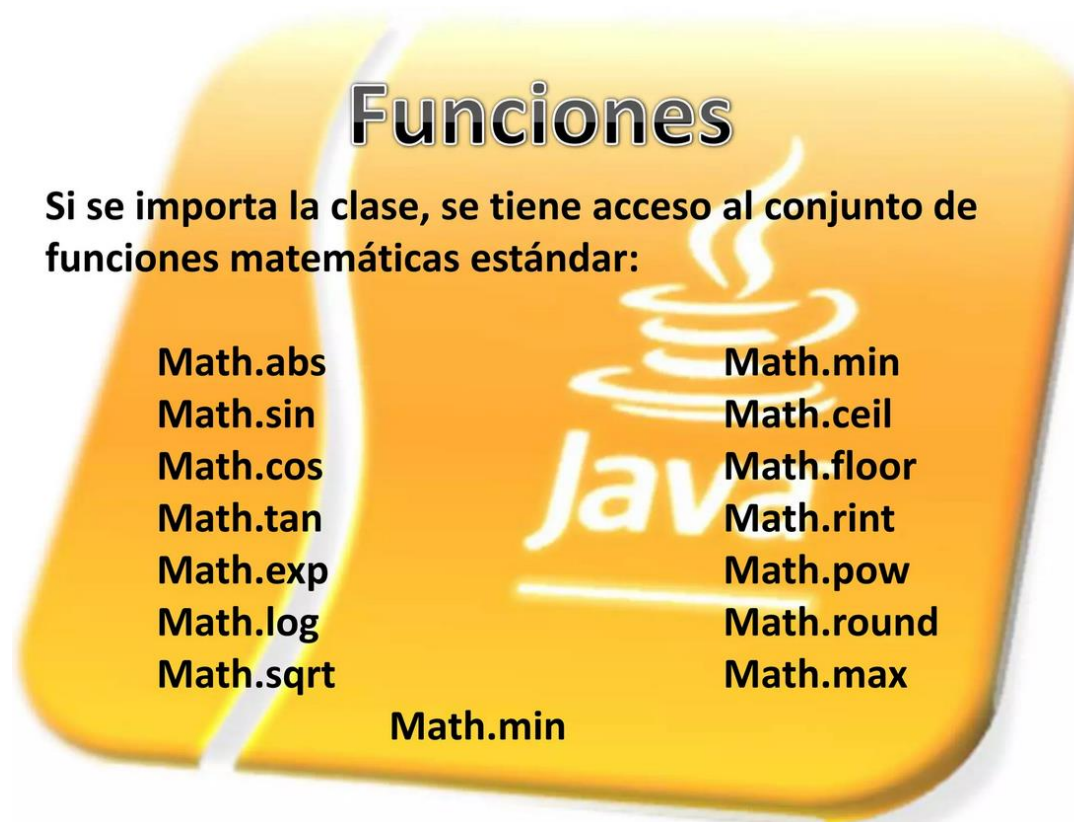 Funciones
Si se importa la clase, se tiene acceso al conjunto de
funciones matemáticas estándar:
Math.abs
Math.sin
Math.cos
Math.tan
Math.exp
Math.log
Math.sqrt
Math.min
Math.ceil
Math.floor
Math.rint
Math.pow
Math.round
Math.max
Math.min
Java